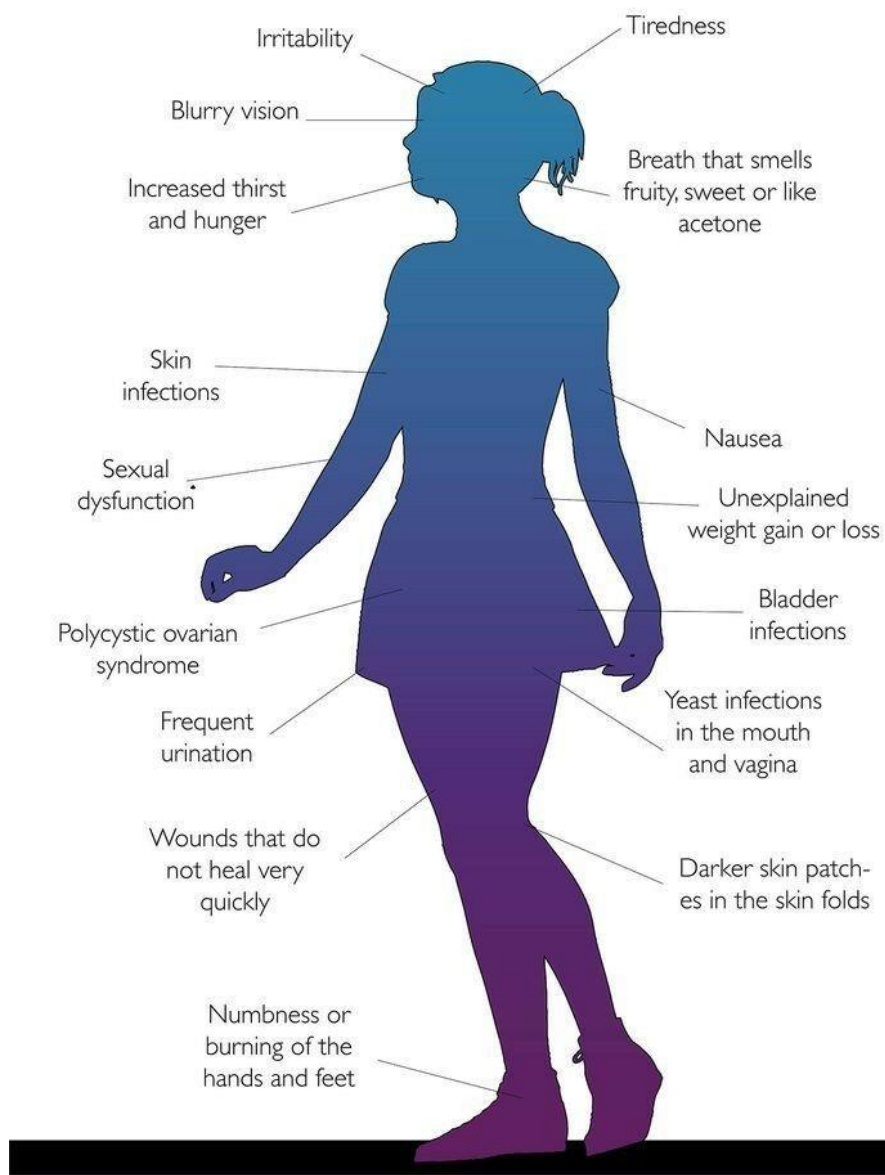 Irritability
Tiredness
Blurry vision
Increased thirst
and hunger
Breath that smells
fruity, sweet or like
acetone
Skin
infections
Nausea
Sexual
dysfunction
Unexplained
weight gain or loss
Polycystic ovarian
syndrome
Bladder
infections
Frequent
urination
Yeast infections
in the mouth
and vagina
Wounds that do
not heal very
quickly
Darker skin patch-
es in the skin folds
Numbness or
burning of the
hands and feet